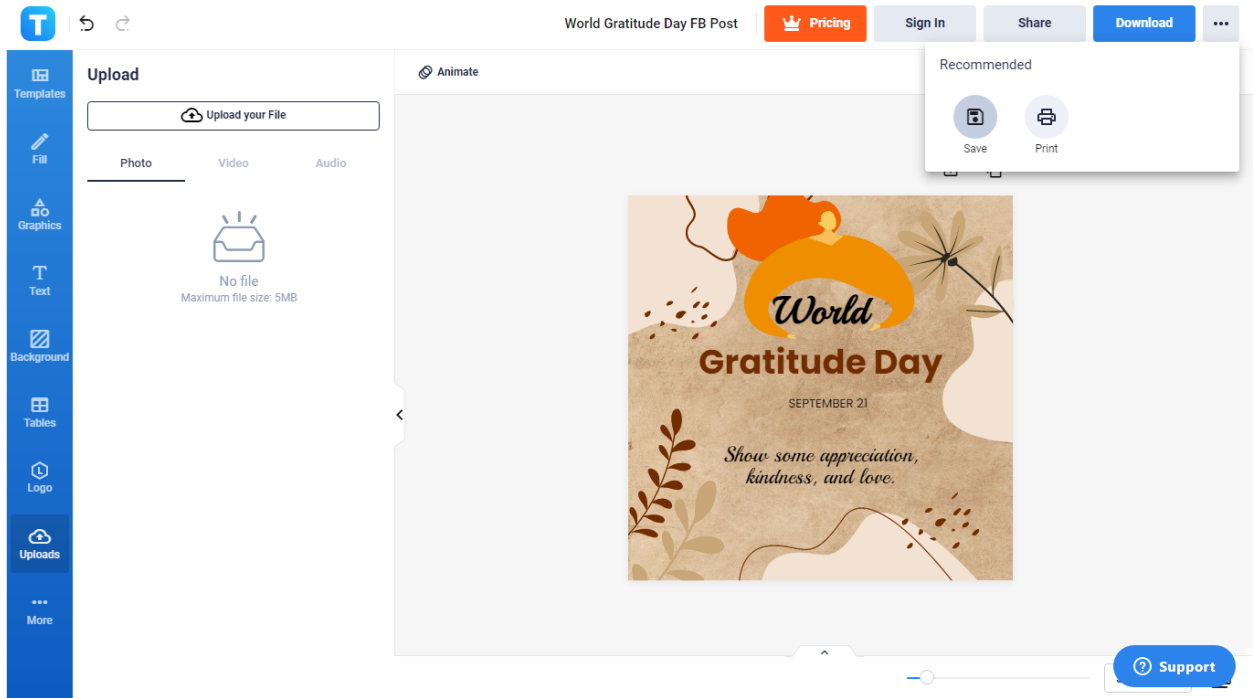 T
World Gratitude Day FB Post
Pricing
Sign In
Share
Download
Templates
Fill
Graphics
Text
Background
Tables
Logo
Uploads
More
Upload
Upload your File
Photo Video Audio
No file
Maximum file size: 5MB
Animate
Recommended
Save Print
World
Gratitude Day
SEPTEMBER 21
Show some appreciation,
kindness, and love.
Support